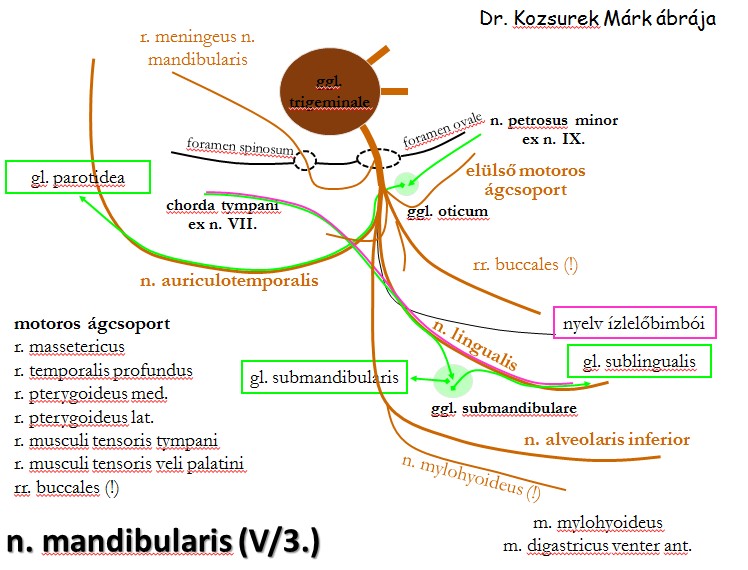 Dr. Kozsurek Márk ábrája
r. meningeus n.
mandibularis
ggl.
trigeminale
foramen spinosum
foramen ovale
n. petrosus minor
ex n. IX.
elülső motoros
ágcsoport
gl. parotidea
chorda tympani
ex n. VII.
ggl. oticum
n. auriculotemporalis
rr. buccales (!)
nyelv ízlelőbimbói
n. lingualis
gl. sublingualis
gl. submandibularis
ggl. submandibulare
motoros ágcsoport
r. massetericus
r. temporalis profundus
r. pterygoideus med.
r. pterygoideus lat.
r. musculi tensoris tympani
r. musculi tensoris veli palatini
rr. buccales (!)
n. alveolaris inferior
n. mylohyoideus (!)
m. mylohyoideus
m. digastricus venter ant.
n. mandibularis (V/3.)